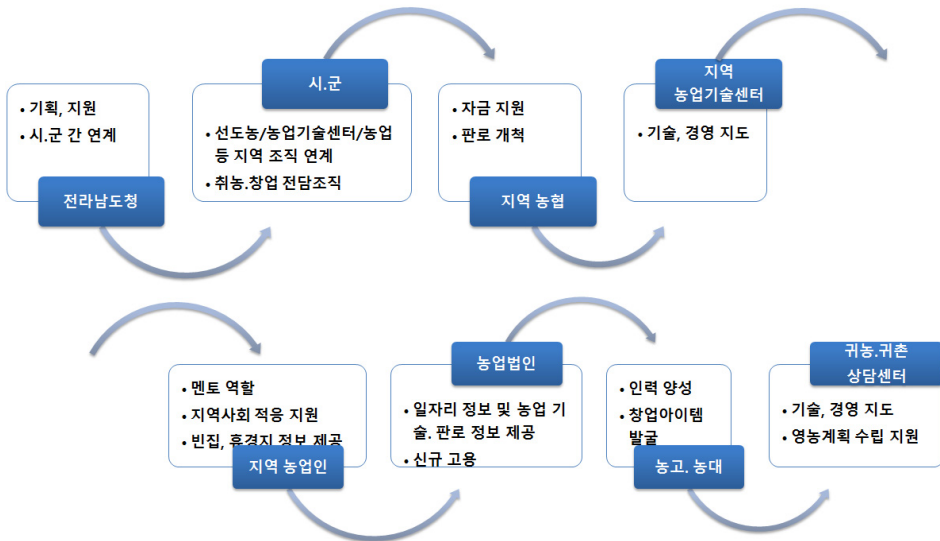 • 기획, 지원
• 시.군 간 연계
전라남도청
시.군
• 선도농/농업기술센터/농업
등 지역 조직 연계
• 취농.창업 전담조직
• 자금 지원
• 판로 개척
지역 농협
지역
농업기술센터
• 기술, 경영 지도
• 멘토 역할
• 지역사회 적응 지원
• 빈집, 휴경지 정보 제공
지역 농업인
농업법인
• 일자리 정보 및 농업 기
술. 판로 정보 제공
• 신규 고용
• 인력 양성
• 창업아이템
발굴
농고. 농대
귀농.귀촌
상담센터
• 기술, 경영 지도
• 영농계획 수립 지원